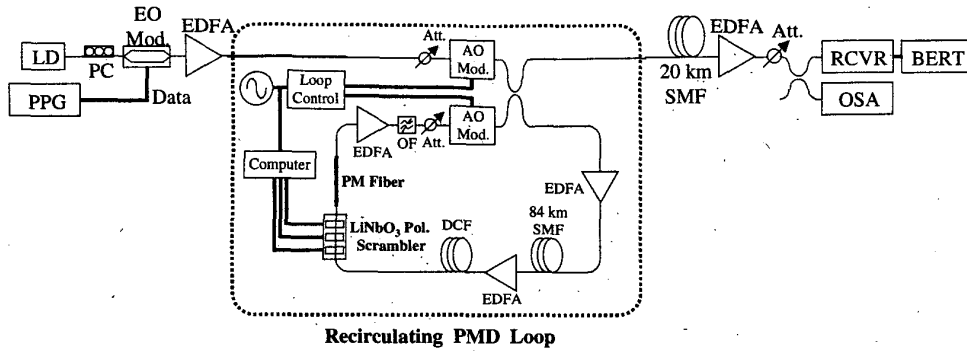 EO
Mod.
EDFA
LD
PC
PPG
Data
Att.
AO
Mod.
Loop
Control
AO
Mod.
EDFA
OF
Att.
Computer
PM Fiber
LiNbO3 Pol.
Scrambler
DCF
EDFA
84 km
SMF
EDFA
20 km
SMF
EDFA
Att.
RCVR
BERT
OSA
Recirculating PMD Loop